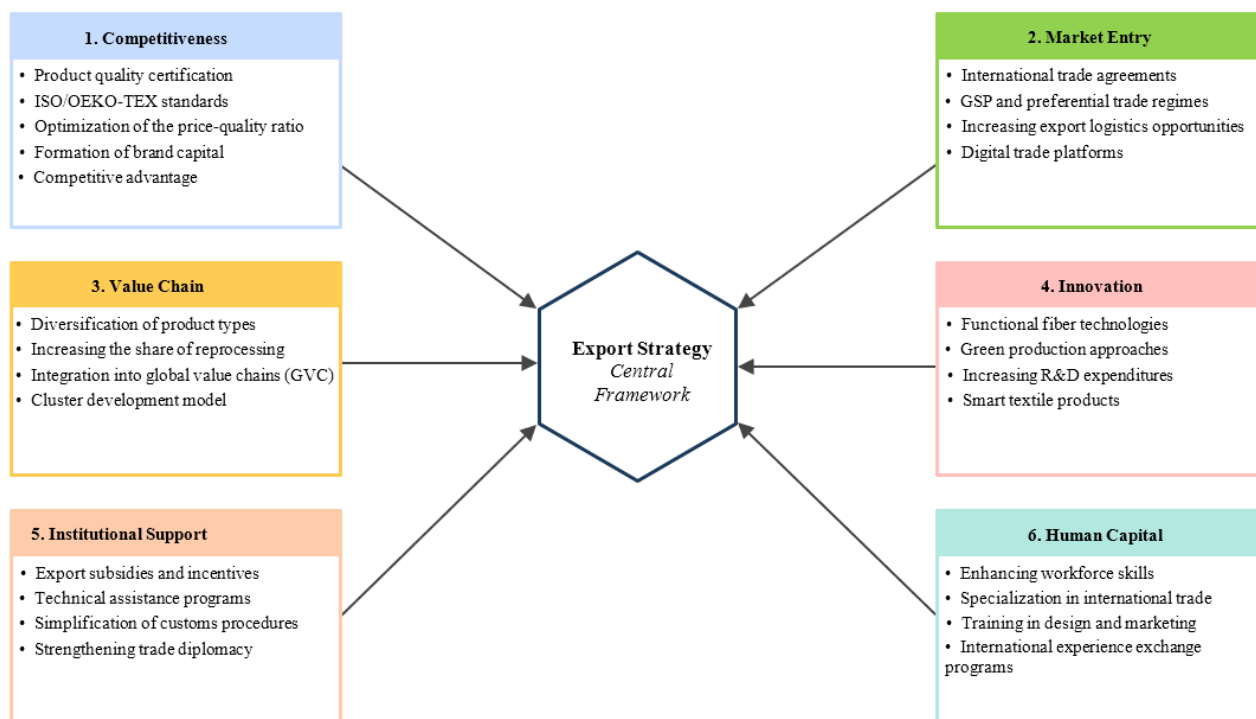 1. Competitiveness
• Product quality certification
• ISO/OEKO-TEX standards
• Optimization of the price-quality ratio
• Formation of brand capital
• Competitive advantage
2. Market Entry
• International trade agreements
• GSP and preferential trade regimes
• Increasing export logistics opportunities
• Digital trade platforms
3. Value Chain
• Diversification of product types
• Increasing the share of reprocessing
• Integration into global value chains (GVC)
• Cluster development model
Export Strategy
Central
Framework
4. Innovation
• Functional fiber technologies
• Green production approaches
• Increasing R&D expenditures
• Smart textile products
5. Institutional Support
• Export subsidies and incentives
• Technical assistance programs
• Simplification of customs procedures
• Strengthening trade diplomacy
6. Human Capital
• Enhancing workforce skills
• Specialization in international trade
• Training in design and marketing
• International experience exchange
programs